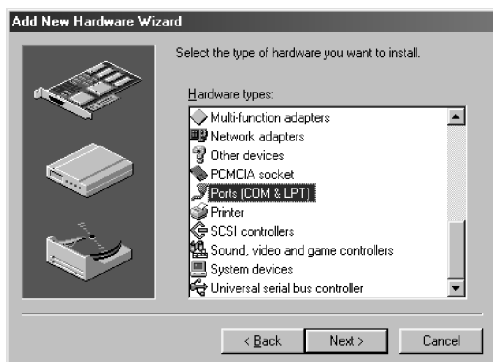 Add New Hardware Wizard
Select the type of hardware you want to install.
Hardware types:
Multi-function adapters
Network adapters
Other devices
PCMCIA socket
Ports (COM & LPT)
Printer
SCSI controllers
Sound, video and game controllers
System devices
Universal serial bus controller
< Back
Next >
Cancel